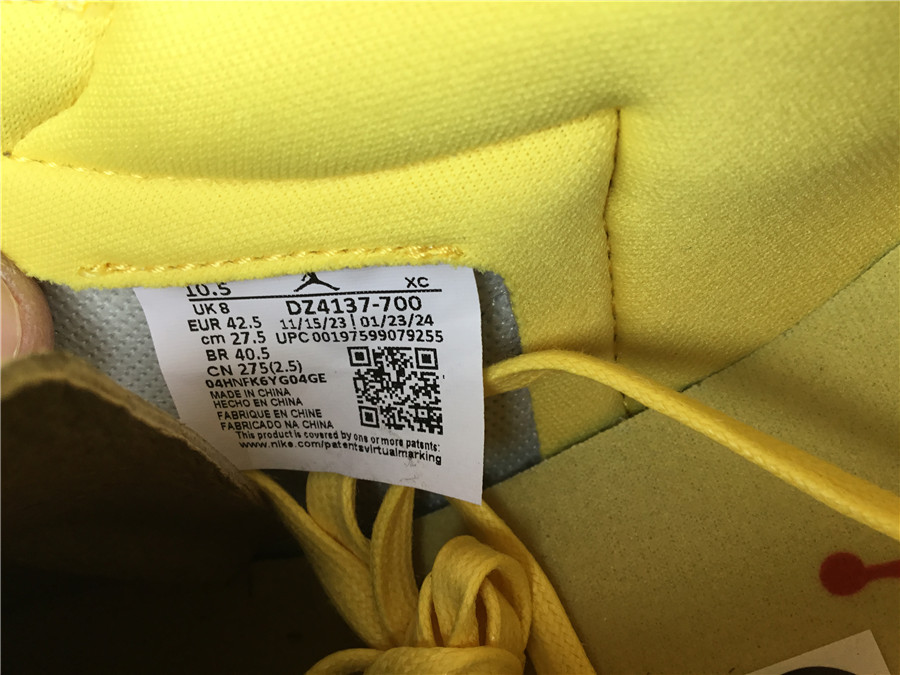 10.5 XC
UK 8 DZ4137-700
EUR 42.5 11/15/23 | 01/23/24
cm 27.5 UPC 00197599079255
BR 40.5
CN 275(2.5)
04HNFK6YG04GE
MADE IN CHINA
HECHO EN CHINA
FABRIQUE EN CHINE
FABRICADO NA CHINA
This product is covered by one or more patents:
www.nike.com/patentsvirtualmarking